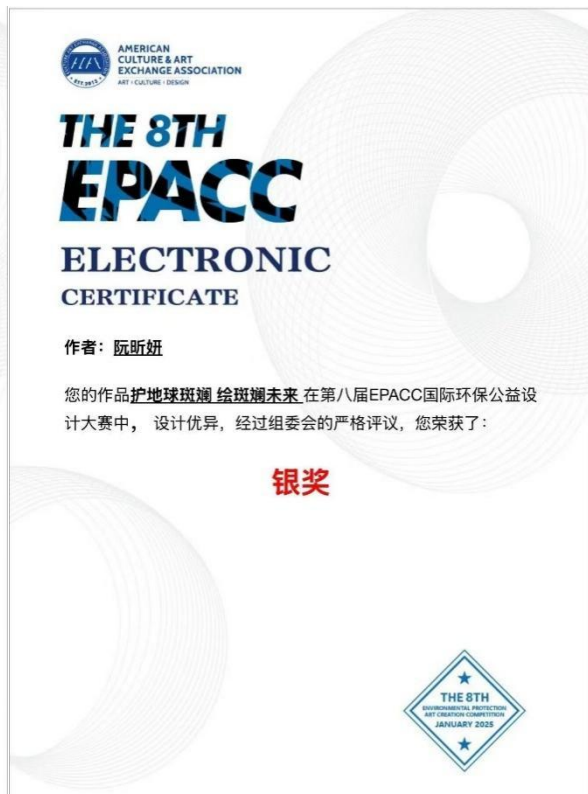 AMERICAN
CULTURE & ART
EXCHANGE ASSOCIATION
ART · CULTURE · DESIGN
THE 8TH
EPACC
ELECTRONIC
CERTIFICATE
作者：阮昕妍
您的作品护地球斑斓 绘斑斓未来 在第八届EPACC国际环保公益设
计大赛中， 设计优异，经过组委会的严格评议，您荣获了：
银奖
THE 8TH
ENVIRONMENTAL PROTECTION
ART CREATION COMPETITION
JANUARY 2025